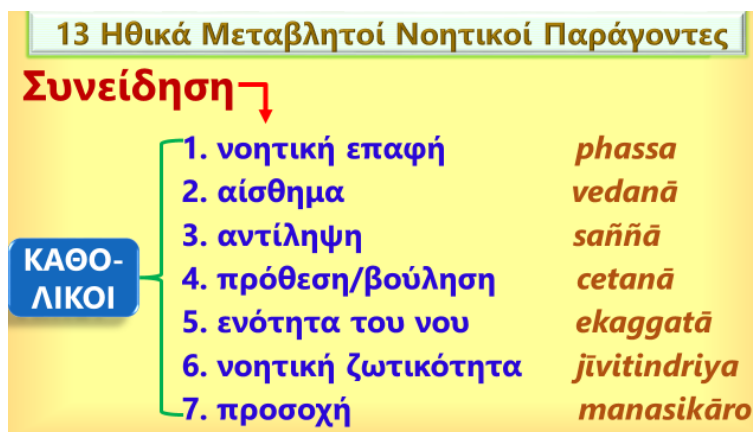 13 Ηθικά Μεταβλητοί Νοητικοί Παράγοντες
Συνείδηση
1. νοητική επαφή phassa
2. αίσθημα vedanā
3. αντίληψη saññā
ΚΑΘΟ-
ΛΙΚΟΙ
4. πρόθεση/βούληση cetanā
5. ενότητα του νου ekaggatā
6. νοητική ζωτικότητα jīvitindriya
7. προσοχή manasikāro